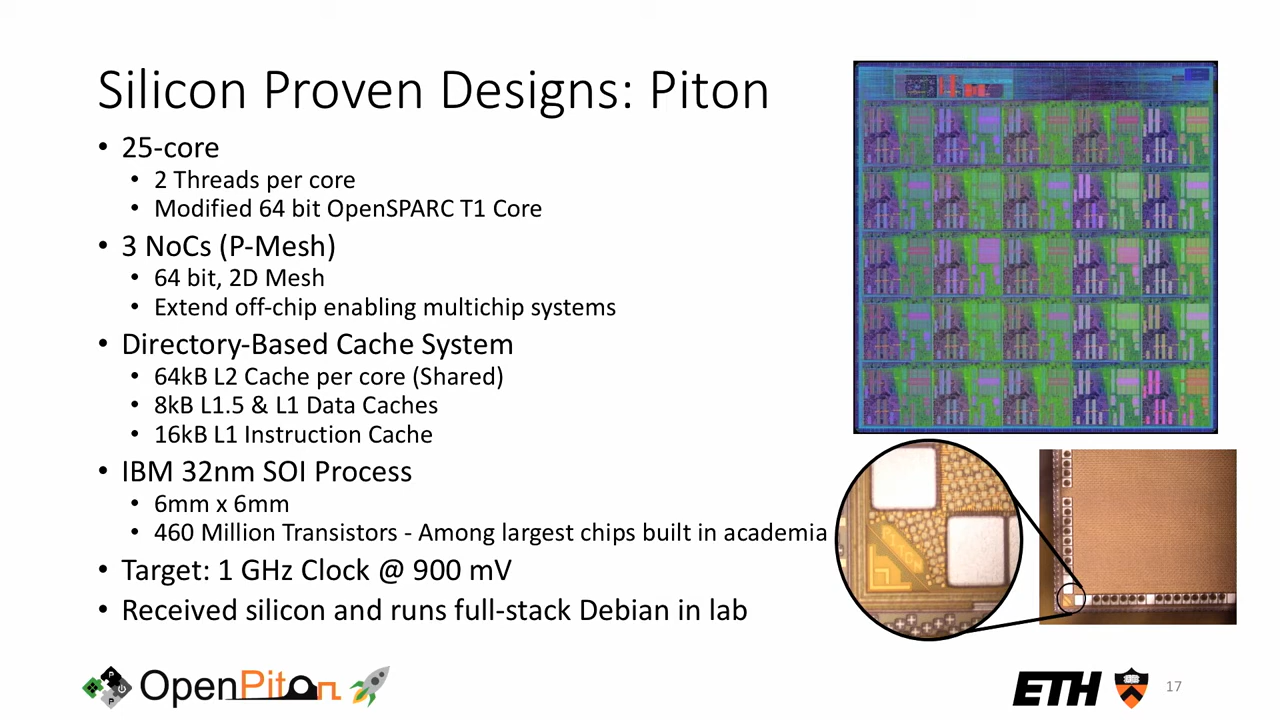 Silicon Proven Designs: Piton
• 25-core
• 2 Threads per core
• Modified 64 bit OpenSPARC T1 Core
• 3 NoCs (P-Mesh)
• 64 bit, 2D Mesh
• Extend off-chip enabling multichip systems
• Directory-Based Cache System
• 64kB L2 Cache per core (Shared)
• 8kB L1.5 & L1 Data Caches
• 16kB L1 Instruction Cache
• IBM 32nm SOI Process
• 6mm x 6mm
• 460 Million Transistors - Among largest chips built in academia
• Target: 1 GHz Clock @ 900 mV
• Received silicon and runs full-stack Debian in lab
OpenPiton
ETH
17